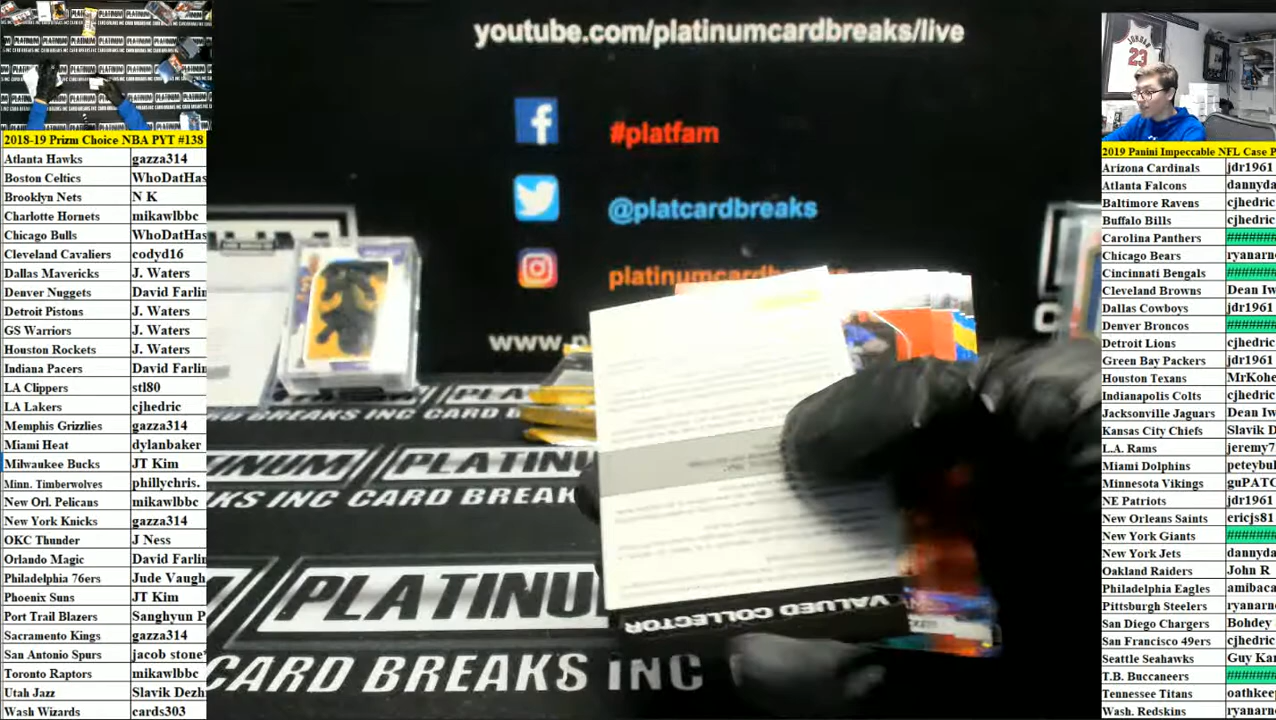 youtube.com/platinumcardbreaks/live
#platfam
@platcardbreaks
platinumcardbreaks
www.p
VALUED COLLECTOR
PLATINUM
CARD BREAKS INC
JORDAN
23
2018-19 Prizm Choice NBA PYT #138
Atlanta Hawks gazza314
Boston Celtics WhoDatHas
Brooklyn Nets N K
Charlotte Hornets mikawlbbc
Chicago Bulls WhoDatHas
Cleveland Cavaliers codyd16
Dallas Mavericks J. Waters
Denver Nuggets David Farlin
Detroit Pistons J. Waters
GS Warriors J. Waters
Houston Rockets J. Waters
Indiana Pacers David Farlin
LA Clippers stl80
LA Lakers cjhedric
Memphis Grizzlies gazza314
Miami Heat dylanbaker
Milwaukee Bucks JT Kim
Minn. Timberwolves phillychris.
New Orl. Pelicans mikawlbbc
New York Knicks gazza314
OKC Thunder J Ness
Orlando Magic David Farlin
Philadelphia 76ers Jude Vaugh
Phoenix Suns JT Kim
Port Trail Blazers Sanghyun P
Sacramento Kings gazza314
San Antonio Spurs jacob stone
Toronto Raptors mikawlbbc
Utah Jazz Slavik Dezh
Wash Wizards cards303
2019 Panini Impeccable NFL Case P
Arizona Cardinals jdr1961
Atlanta Falcons dannyda
Baltimore Ravens cjhedric
Buffalo Bills cjhedric
Carolina Panthers #######
Chicago Bears ryanarn
Cincinnati Bengals #######
Cleveland Browns Dean Iw
Dallas Cowboys jdr1961
Denver Broncos #######
Detroit Lions cjhedric
Green Bay Packers jdr1961
Houston Texans MrKohe
Indianapolis Colts cjhedric
Jacksonville Jaguars Dean Iw
Kansas City Chiefs Slavik D
L.A. Rams jeremy7
Miami Dolphins peteybul
Minnesota Vikings guPATC
NE Patriots jdr1961
New Orleans Saints ericjs81
New York Giants #######
New York Jets dannyda
Oakland Raiders John R
Philadelphia Eagles amibaca
Pittsburgh Steelers ryanarn
San Diego Chargers Bohdey
San Francisco 49ers cjhedric
Seattle Seahawks Guy Kar
T.B. Buccaneers #######
Tennessee Titans oathkee
Wash. Redskins ryanarn